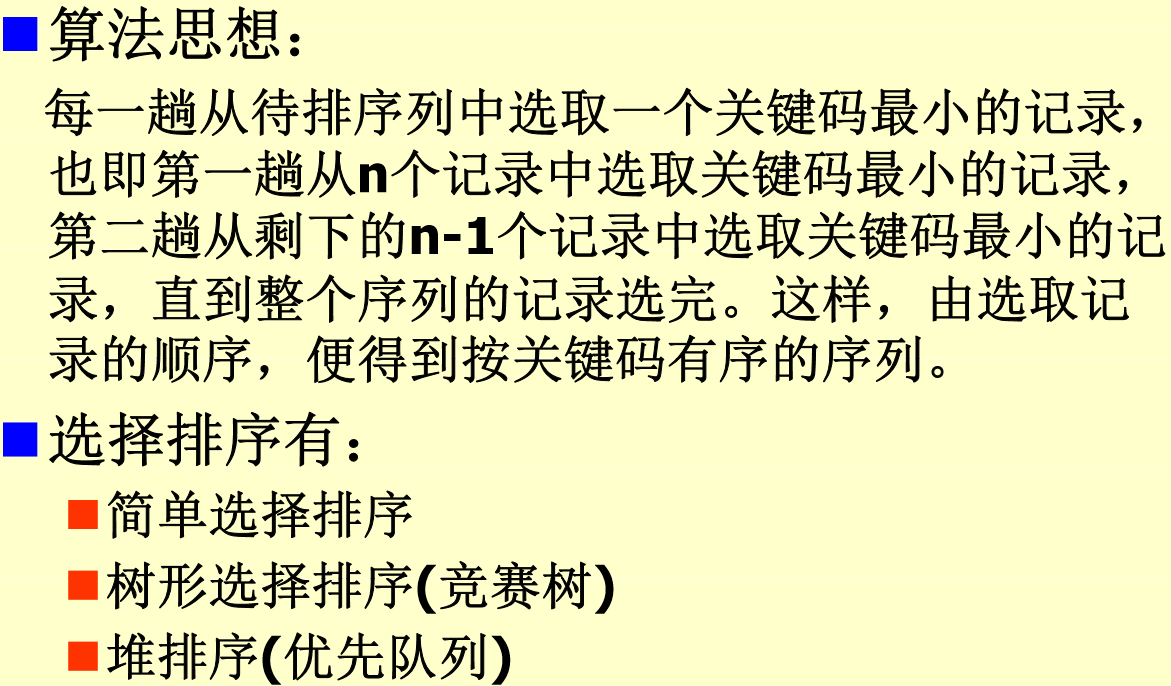 算法思想：
每一趟从待排序列中选取一个关键码最小的记录，
也即第一趟从n个记录中选取关键码最小的记录，
第二趟从剩下的n-1个记录中选取关键码最小的记
录，直到整个序列的记录选完。这样，由选取记
录的顺序，便得到按关键码有序的序列。
选择排序有：
简单选择排序
树形选择排序(竞赛树)
堆排序(优先队列)